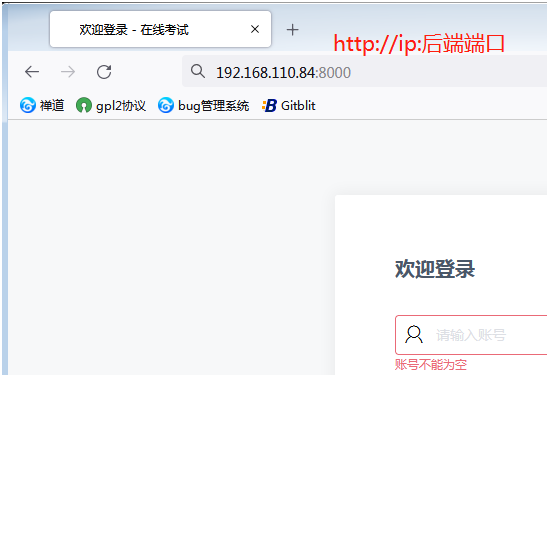 欢迎登录 - 在线考试
http://ip:后端端口
192.168.110.84:8000
禅道 gpl2协议 bug管理系统 Gitblit
欢迎登录
请输入账号
账号不能为空